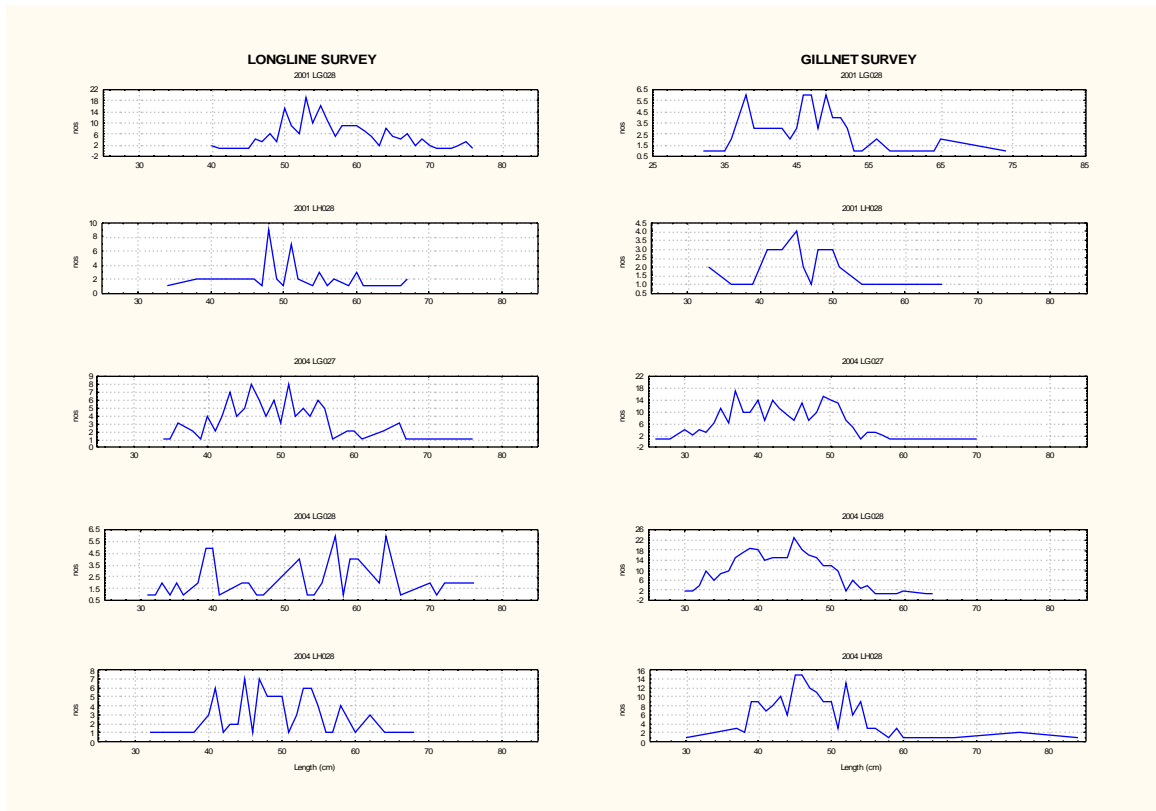 LONGLINE SURVEY
2001 LG028
nos
22
18
14
10
6
2
-2
30 40 50 60 70 80
2001 LH028
nos
10
8
6
4
2
0
30 40 50 60 70 80
2004 LG027
nos
9
8
7
6
5
4
3
2
1
0
30 40 50 60 70 80
2004 LG028
nos
6.5
5.5
4.5
3.5
2.5
1.5
0.5
30 40 50 60 70 80
2004 LH028
nos
8
7
6
5
4
3
2
1
0
30 40 50 60 70 80
Length (cm)
GILLNET SURVEY
2001 LG028
nos
6.5
5.5
4.5
3.5
2.5
1.5
0.5
25 35 45 55 65 75 85
2001 LH028
nos
4.5
4.0
3.5
3.0
2.5
2.0
1.5
1.0
0.5
30 40 50 60 70 80
2004 LG027
nos
22
18
14
10
6
2
-2
30 40 50 60 70 80
2004 LG028
nos
26
22
18
14
10
6
2
-2
30 40 50 60 70 80
2004 LH028
nos
16
14
12
10
8
6
4
2
0
30 40 50 60 70 80
Length (cm)